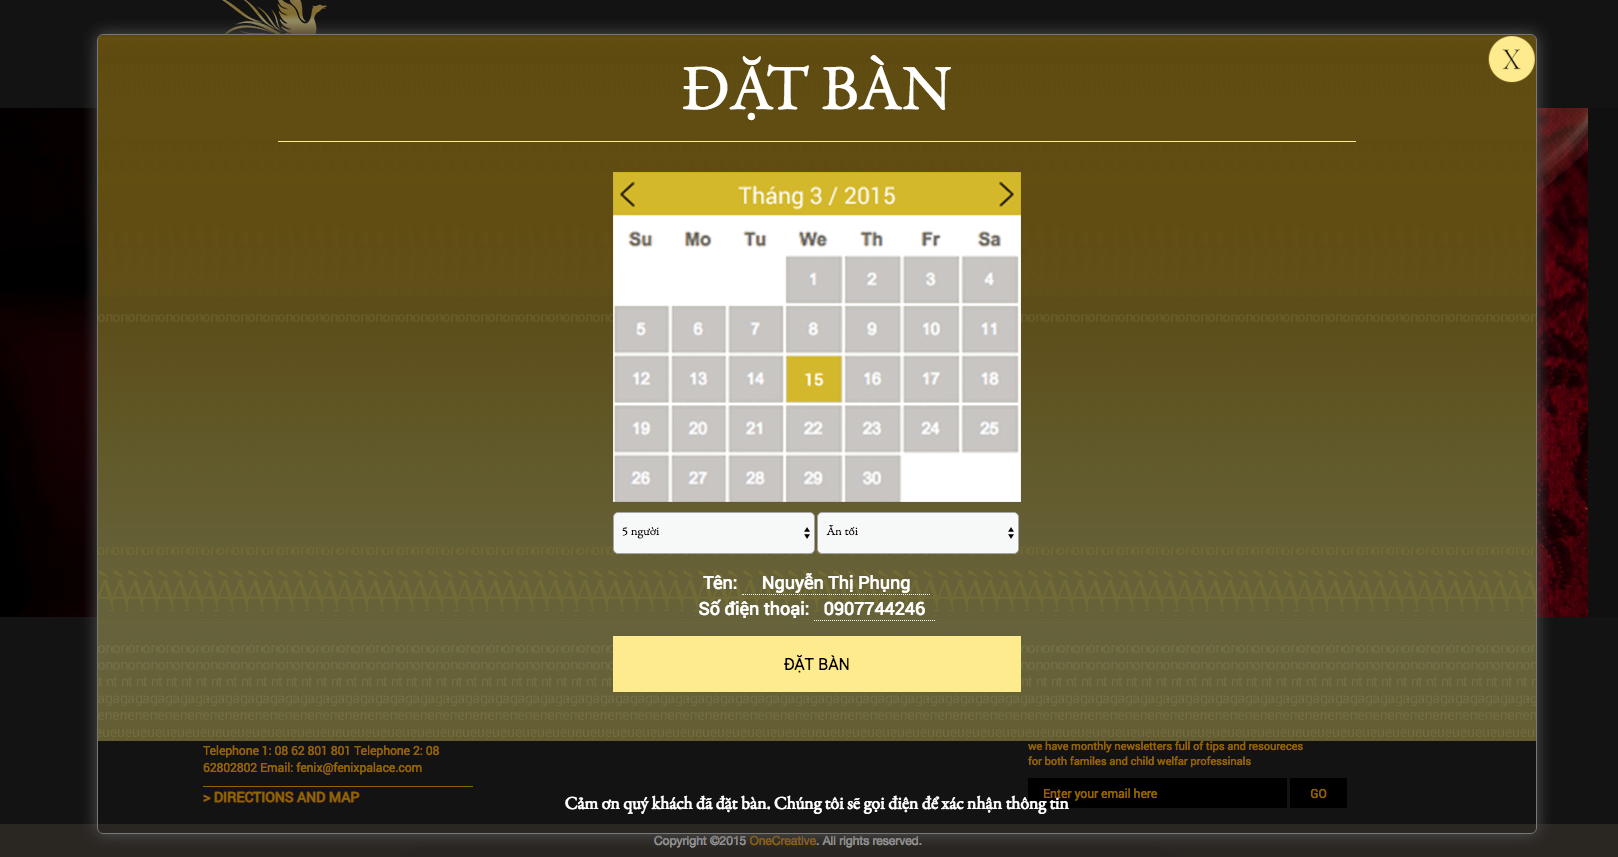 X
ĐẶT BÀN
Tháng 3 / 2015
Su Mo Tu We Th Fr Sa
1 2 3 4
5 6 7 8 9 10 11
12 13 14 15 16 17 18
19 20 21 22 23 24 25
26 27 28 29 30
5 người Ăn tối
Tên: Nguyễn Thị Phụng
Số điện thoại: 0907744246
ĐẶT BÀN
Telephone 1: 08 62 801 801 Telephone 2: 08
62802802 Email: fenix@fenixpalace.com
> DIRECTIONS AND MAP
we have monthly newsletters full of tips and resoureces
for both familes and child welfar professinals
Enter your email here GO
Cảm ơn quý khách đã đặt bàn. Chúng tôi sẽ gọi điện để xác nhận thông tin
Copyright ©2015 OneCreative. All rights reserved.